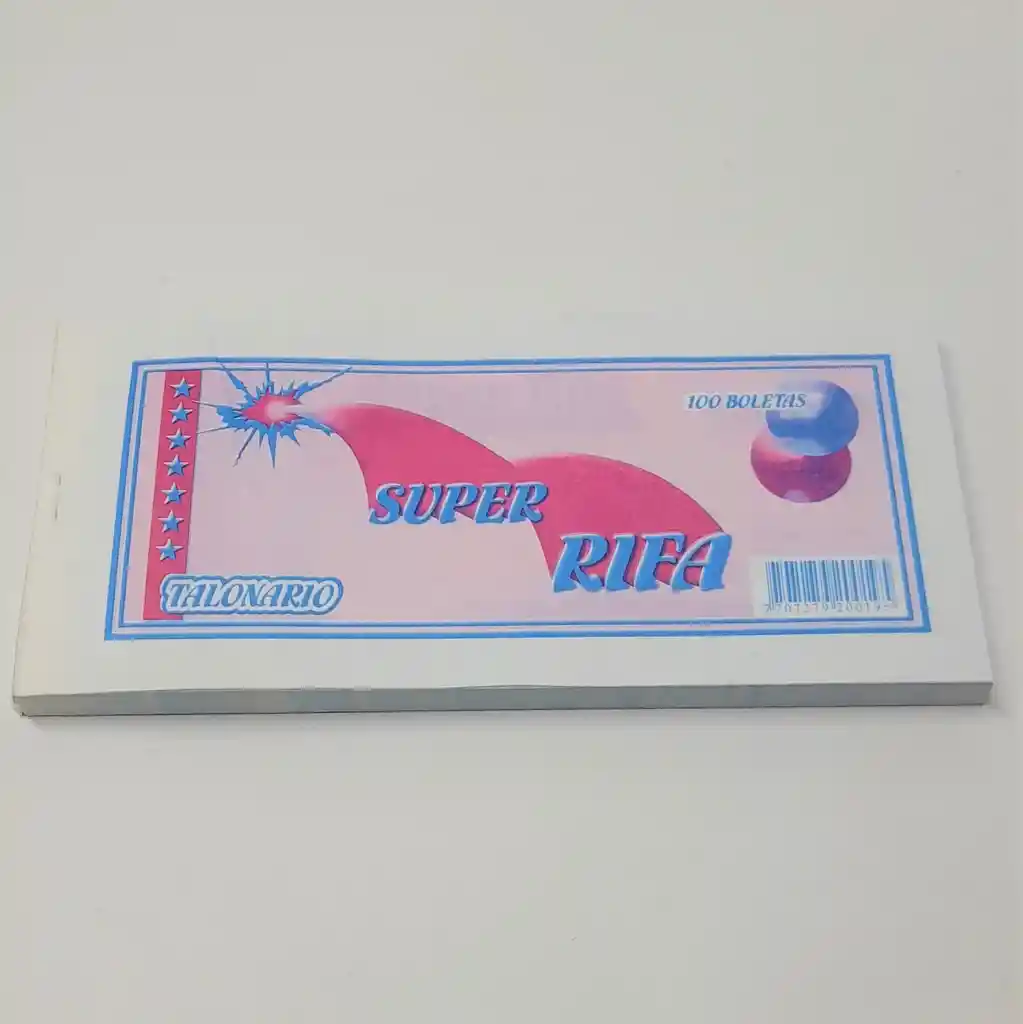 100 BOLETAS
SUPER
RIFA
TALONARIO